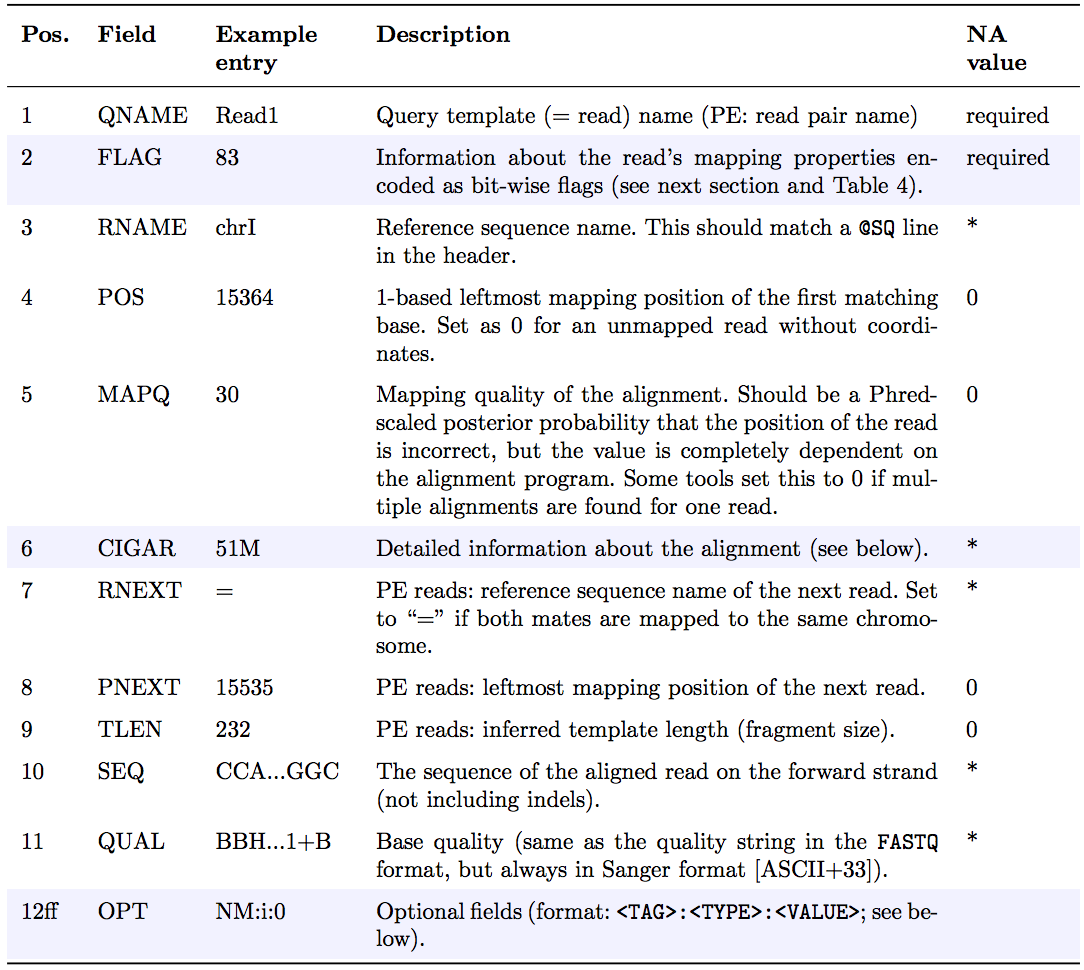 Pos. Field Example entry Description NA value
1 QNAME Read1 Query template (= read) name (PE: read pair name) required
2 FLAG 83 Information about the read's mapping properties en-
coded as bit-wise flags (see next section and Table 4). required
3 RNAME chrI Reference sequence name. This should match a @SQ line
in the header. *
4 POS 15364 1-based leftmost mapping position of the first matching
base. Set as 0 for an unmapped read without coordi-
nates. 0
5 MAPQ 30 Mapping quality of the alignment. Should be a Phred-
scaled posterior probability that the position of the read
is incorrect, but the value is completely dependent on
the alignment program. Some tools set this to 0 if mul-
tiple alignments are found for one read. 0
6 CIGAR 51M Detailed information about the alignment (see below). *
7 RNEXT = PE reads: reference sequence name of the next read. Set
to “=” if both mates are mapped to the same chromo-
some. *
8 PNEXT 15535 PE reads: leftmost mapping position of the next read. 0
9 TLEN 232 PE reads: inferred template length (fragment size). 0
10 SEQ CCA...GGC The sequence of the aligned read on the forward strand
(not including indels). *
11 QUAL BBH...1+B Base quality (same as the quality string in the FASTQ
format, but always in Sanger format [ASCII+33]). *
12ff OPT NM:i:0 Optional fields (format: <TAG>:<TYPE>:<VALUE>; see be-
low).